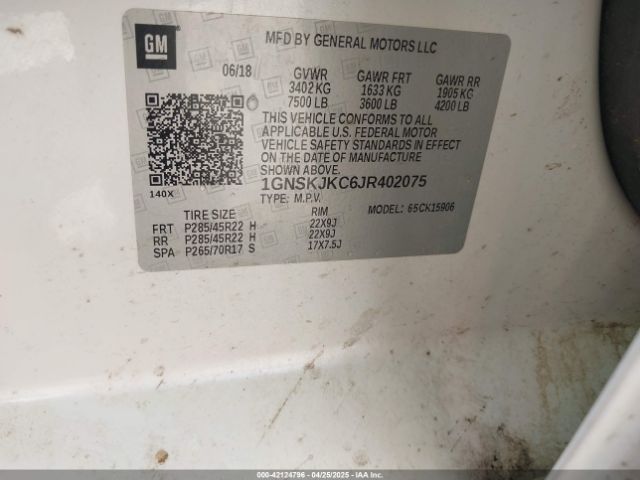 GM
MFD BY GENERAL MOTORS LLC
06/18
GVWR GAWR FRT GAWR RR
3402 KG 1633 KG 1905 KG
7500 LB 3600 LB 4200 LB
THIS VEHICLE CONFORMS TO ALL
APPLICABLE U.S. FEDERAL MOTOR
VEHICLE SAFETY STANDARDS IN EFFECT
ON THE DATE OF MANUFACTURE
SHOWN ABOVE.
140X
1GNSKJKC6JR402075
TYPE: M.P.V. MODEL: 65CK15906
TIRE SIZE RIM
FRT P285/45R22 H 22X9J
RR P285/45R22 H 22X9J
SPA P265/70R17 S 17X7.5J
000-42124796 - 04/25/2025 - IAA Inc.